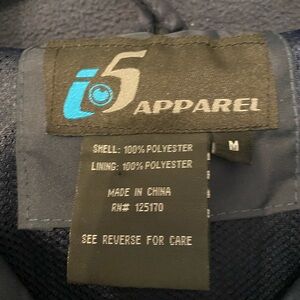 i5 APPAREL
M
SHELL: 100% POLYESTER
LINING: 100% POLYESTER
MADE IN CHINA
RN# 125170
SEE REVERSE FOR CARE